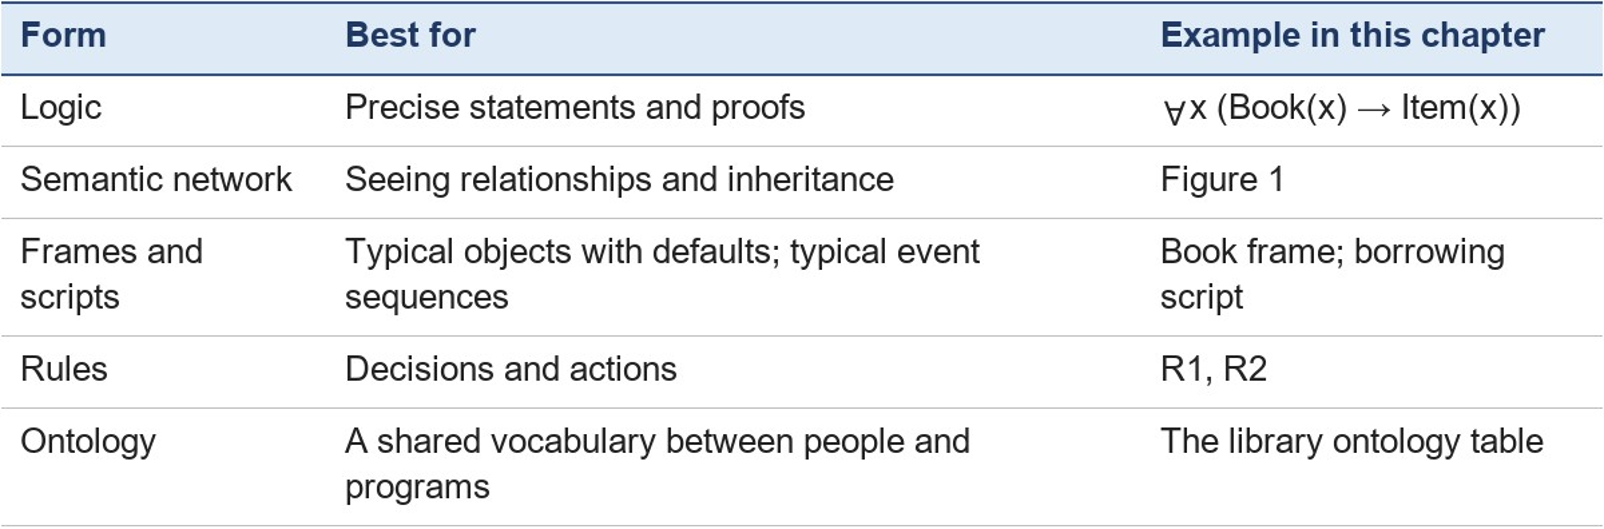 Form Best for Example in this chapter
Logic Precise statements and proofs ∀x (Book(x) → Item(x))
Semantic network Seeing relationships and inheritance Figure 1
Frames and Typical objects with defaults; typical event Book frame; borrowing
scripts sequences script
Rules Decisions and actions R1, R2
Ontology A shared vocabulary between people and The library ontology table
programs